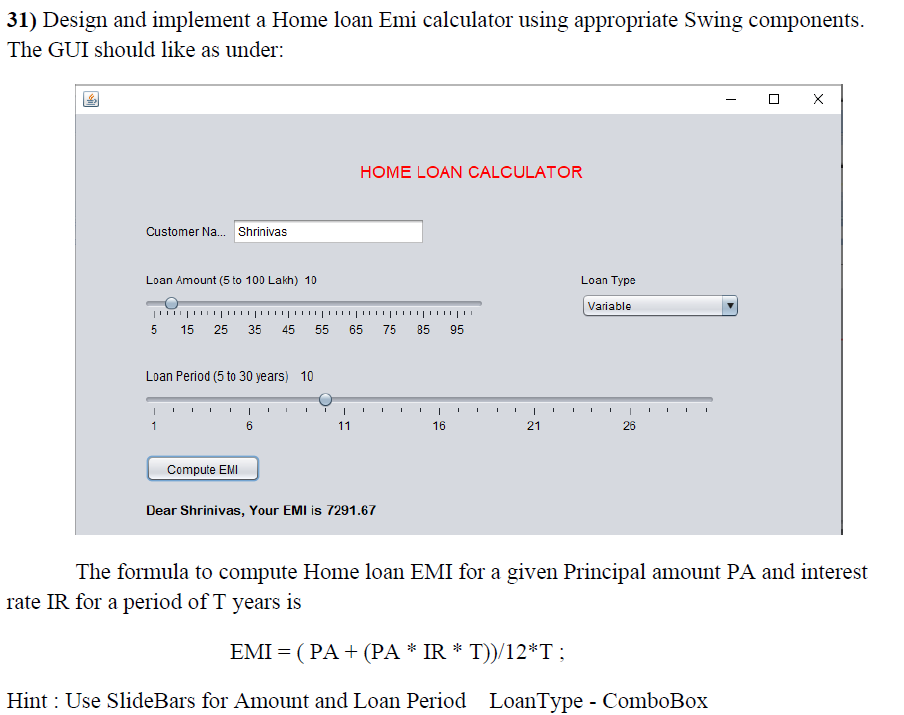 31) Design and implement a Home loan Emi calculator using appropriate Swing components.
The GUI should like as under:
HOME LOAN CALCULATOR
Customer Na... Shrinivas
Loan Amount (5 to 100 Lakh) 10
Loan Type
Variable
5 15 25 35 45 55 65 75 85 95
Loan Period (5 to 30 years) 10
1 6 11 16 21 26
Compute EMI
Dear Shrinivas, Your EMI is 7291.67
The formula to compute Home loan EMI for a given Principal amount PA and interest
rate IR for a period of T years is
EMI = ( PA + (PA * IR * T))/12*T ;
Hint : Use SlideBars for Amount and Loan Period LoanType - ComboBox